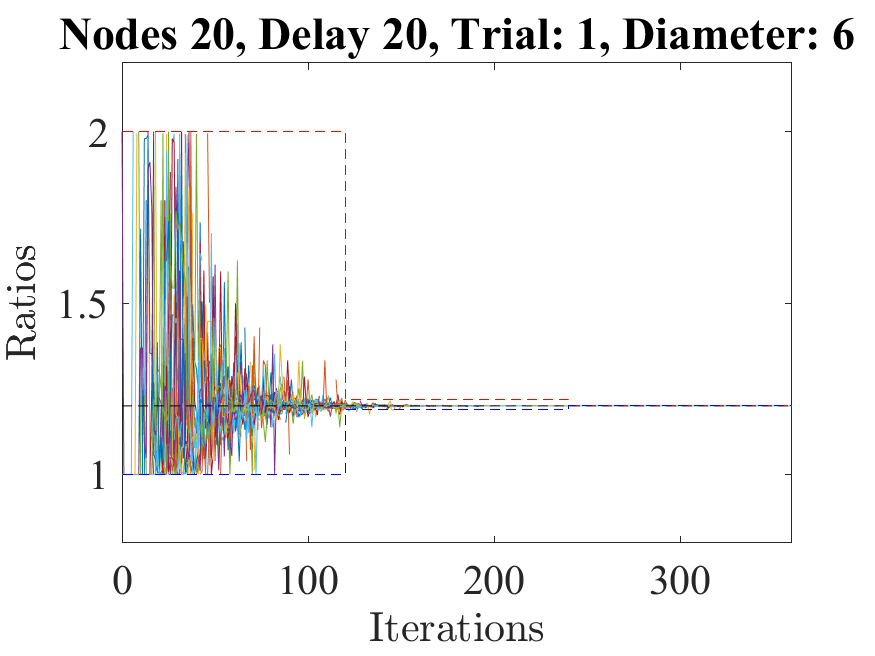 Nodes 20, Delay 20, Trial: 1, Diameter: 6
Ratios
2
1.5
1
0 100 200 300
Iterations